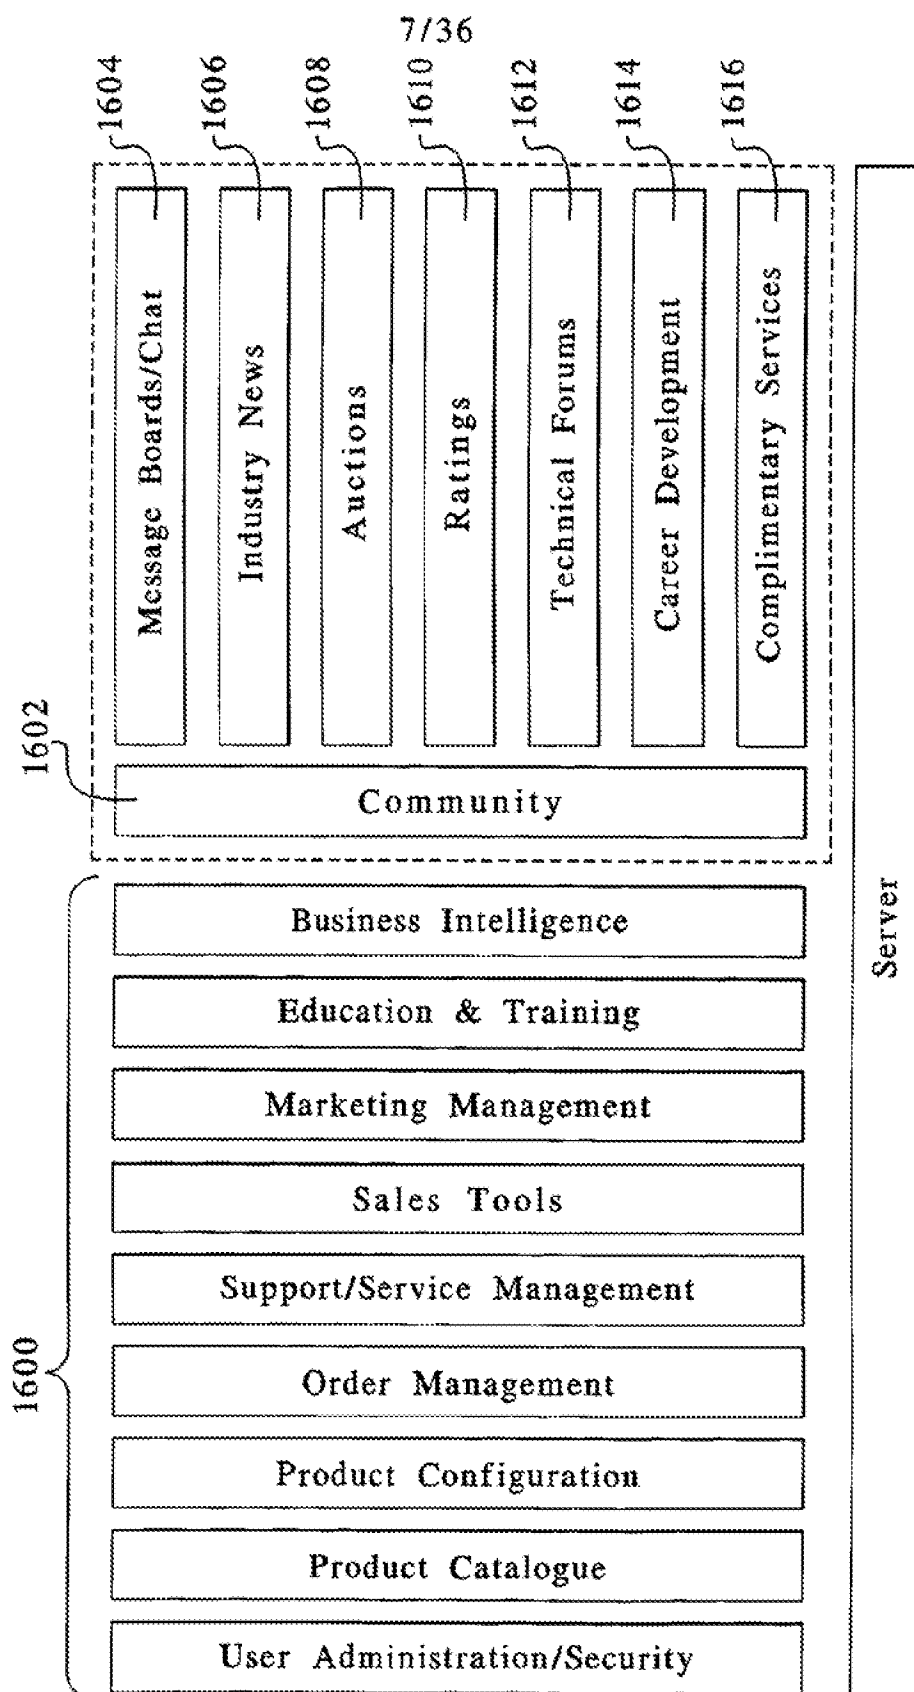 7/36
1604
1606
1608
1610
1612
1614
1616
Message Boards/Chat
Industry News
Auctions
Ratings
Technical Forums
Career Development
Complimentary Services
1602
Community
Business Intelligence
Education & Training
Marketing Management
Sales Tools
Support/Service Management
1600
Order Management
Product Configuration
Product Catalogue
User Administration/Security
Server